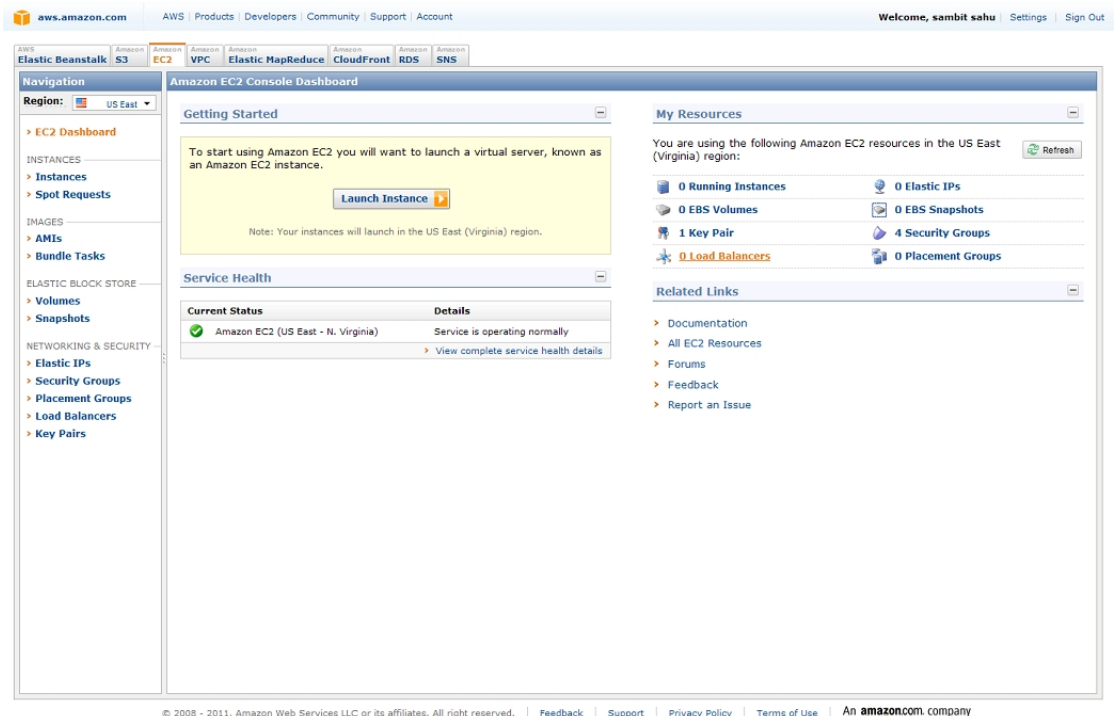 aws.amazon.com
AWS | Products | Developers | Community | Support | Account
Welcome, sambit sahu | Settings | Sign Out
AWS
Elastic Beanstalk
Amazon
S3
Amazon
EC2
Amazon
VPC
Amazon
Elastic MapReduce
Amazon
CloudFront
Amazon
RDS
Amazon
SNS
Navigation
Region: US East
> EC2 Dashboard
INSTANCES
> Instances
> Spot Requests
IMAGES
> AMIs
> Bundle Tasks
ELASTIC BLOCK STORE
> Volumes
> Snapshots
NETWORKING & SECURITY
> Elastic IPs
> Security Groups
> Placement Groups
> Load Balancers
> Key Pairs
Amazon EC2 Console Dashboard
Getting Started
To start using Amazon EC2 you will want to launch a virtual server, known as
an Amazon EC2 instance.
Launch Instance
Note: Your instances will launch in the US East (Virginia) region.
Service Health
Current Status Details
Amazon EC2 (US East - N. Virginia) Service is operating normally
> View complete service health details
My Resources
You are using the following Amazon EC2 resources in the US East
(Virginia) region:
Refresh
0 Running Instances 0 Elastic IPs
0 EBS Volumes 0 EBS Snapshots
1 Key Pair 4 Security Groups
0 Load Balancers 0 Placement Groups
Related Links
> Documentation
> All EC2 Resources
> Forums
> Feedback
> Report an Issue
© 2008 - 2011, Amazon Web Services LLC or its affiliates. All right reserved. | Feedback | Support | Privacy Policy | Terms of Use | An amazon.com. company